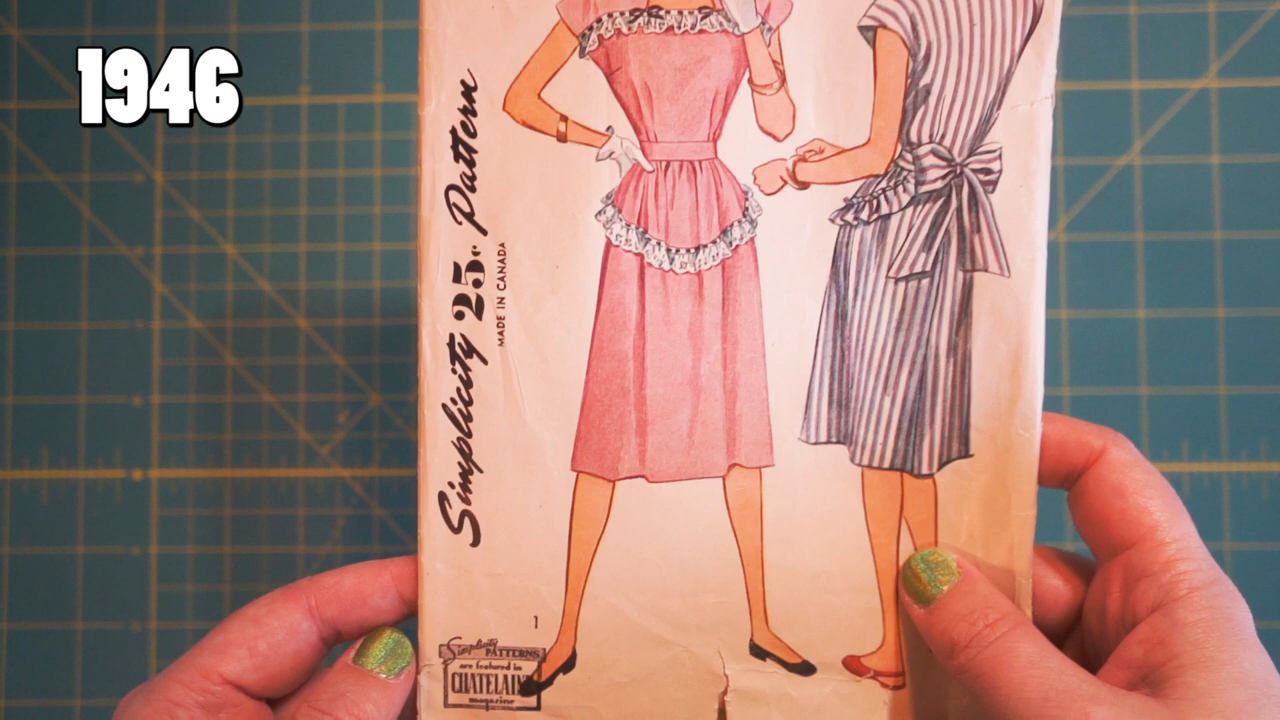 1946
Simplicity 25¢ Pattern
MADE IN CANADA
1
Simplicity
PATTERNS
are featured in
CHATELAINE
magazine